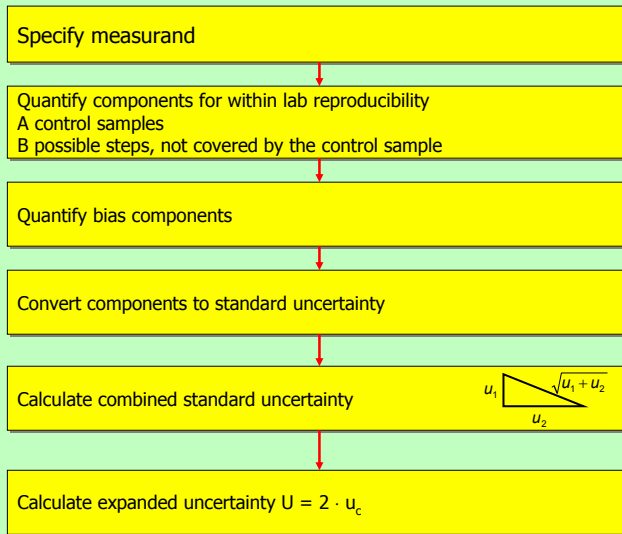 Specify measurand
Quantify components for within lab reproducibility
A control samples
B possible steps, not covered by the control sample
Quantify bias components
Convert components to standard uncertainty
Calculate combined standard uncertainty
u₁
√u₁ + u₂
u₂
Calculate expanded uncertainty U = 2 · u_c